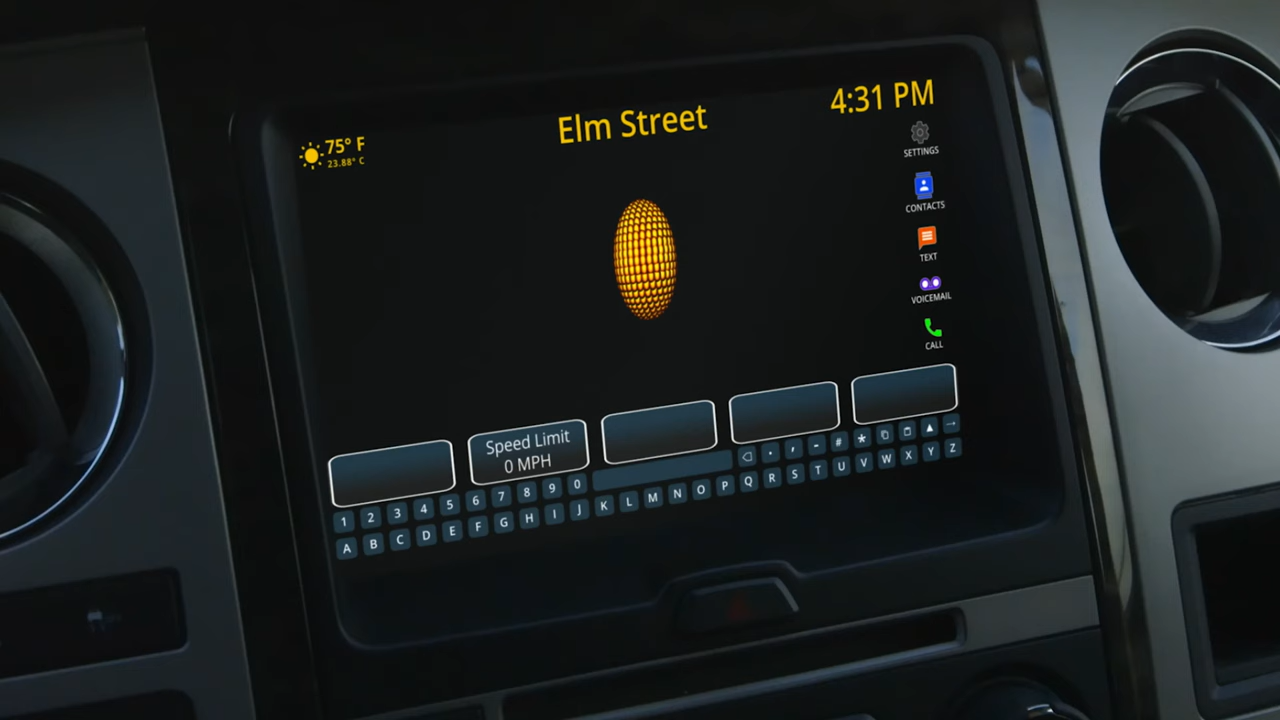 75° F
23.88° C
Elm Street
4:31 PM
SETTINGS
CONTACTS
TEXT
VOICEMAIL
CALL
Speed Limit
0 MPH
1 2 3 4 5 6 7 8 9 0 . , - # *
A B C D E F G H I J K L M N O P Q R S T U V W X Y Z